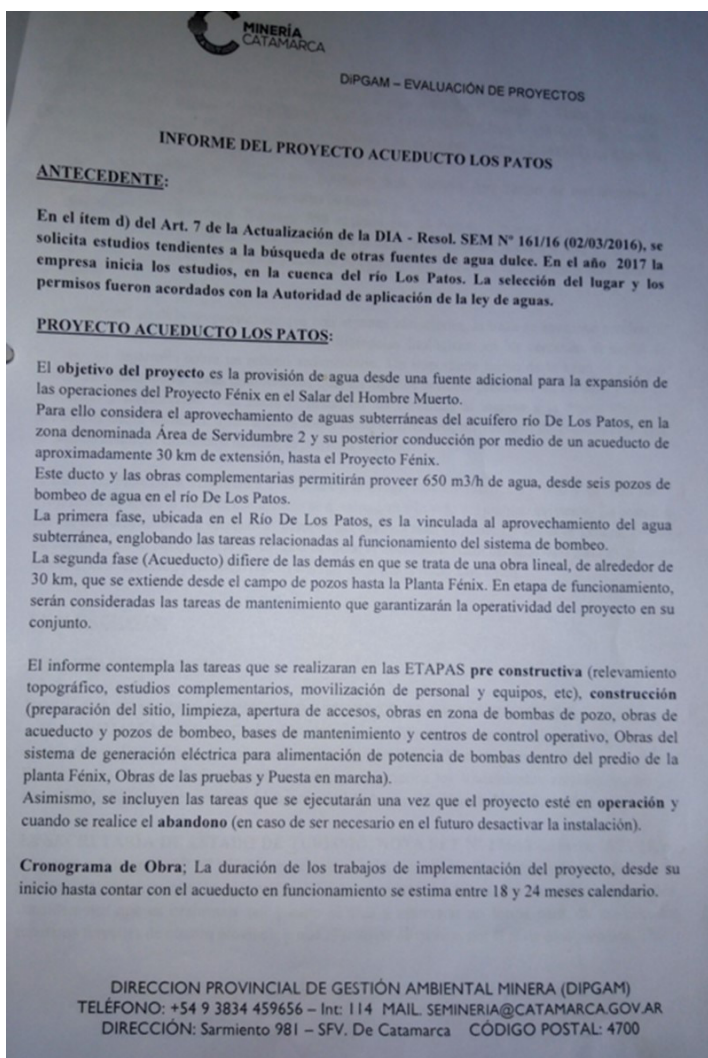 MINERÍA
CATAMARCA
DiPGAM – EVALUACIÓN DE PROYECTOS
INFORME DEL PROYECTO ACUEDUCTO LOS PATOS
ANTECEDENTE:
En el ítem d) del Art. 7 de la Actualización de la DIA - Resol. SEM Nº 161/16 (02/03/2016), se
solicita estudios tendientes a la búsqueda de otras fuentes de agua dulce. En el año 2017 la
empresa inicia los estudios, en la cuenca del río Los Patos. La selección del lugar y los
permisos fueron acordados con la Autoridad de aplicación de la ley de aguas.
PROYECTO ACUEDUCTO LOS PATOS:
El objetivo del proyecto es la provisión de agua desde una fuente adicional para la expansión de
las operaciones del Proyecto Fénix en el Salar del Hombre Muerto.
Para ello considera el aprovechamiento de aguas subterráneas del acuífero río De Los Patos, en la
zona denominada Área de Servidumbre 2 y su posterior conducción por medio de un acueducto de
aproximadamente 30 km de extensión, hasta el Proyecto Fénix.
Este ducto y las obras complementarias permitirán proveer 650 m3/h de agua, desde seis pozos de
bombeo de agua en el río De Los Patos.
La primera fase, ubicada en el Río De Los Patos, es la vinculada al aprovechamiento del agua
subterránea, englobando las tareas relacionadas al funcionamiento del sistema de bombeo.
La segunda fase (Acueducto) difiere de las demás en que se trata de una obra lineal, de alrededor de
30 km, que se extiende desde el campo de pozos hasta la Planta Fénix. En etapa de funcionamiento,
serán consideradas las tareas de mantenimiento que garantizarán la operatividad del proyecto en su
conjunto.
El informe contempla las tareas que se realizaran en las ETAPAS pre constructiva (relevamiento
topográfico, estudios complementarios, movilización de personal y equipos, etc), construcción
(preparación del sitio, limpieza, apertura de accesos, obras en zona de bombas de pozo, obras de
acueducto y pozos de bombeo, bases de mantenimiento y centros de control operativo, Obras del
sistema de generación eléctrica para alimentación de potencia de bombas dentro del predio de la
planta Fénix, Obras de las pruebas y Puesta en marcha).
Asimismo, se incluyen las tareas que se ejecutarán una vez que el proyecto esté en operación y
cuando se realice el abandono (en caso de ser necesario en el futuro desactivar la instalación).
Cronograma de Obra; La duración de los trabajos de implementación del proyecto, desde su
inicio hasta contar con el acueducto en funcionamiento se estima entre 18 y 24 meses calendario.
DIRECCION PROVINCIAL DE GESTIÓN AMBIENTAL MINERA (DIPGAM)
TELÉFONO: +54 9 3834 459656 – Int: 114 MAIL. SEMINERIA@CATAMARCA.GOV.AR
DIRECCIÓN: Sarmiento 981 – SFV. De Catamarca CÓDIGO POSTAL: 4700